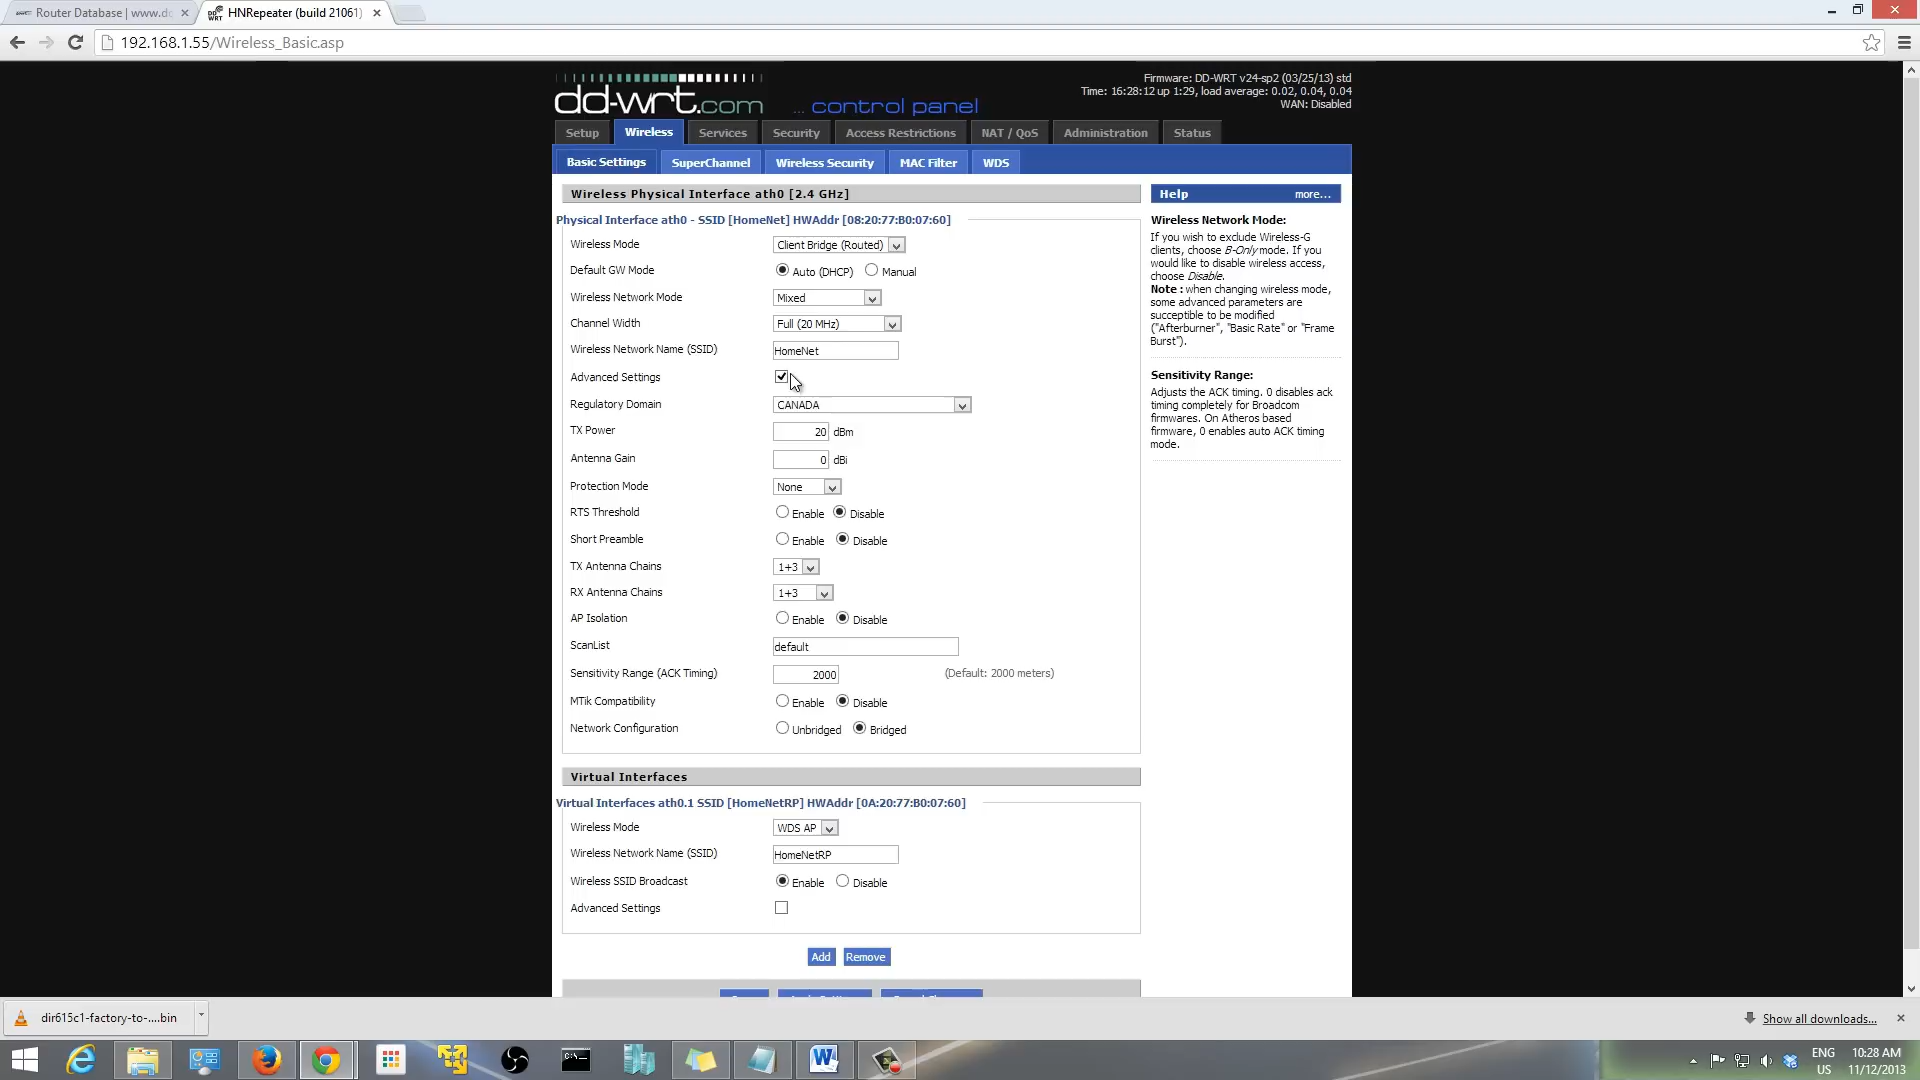 Router Database | www.dd
HNRepeater (build 21061)
192.168.1.55/Wireless_Basic.asp
dd-wrt.com ... control panel
Firmware: DD-WRT v24-sp2 (03/25/13) std
Time: 16:28:12 up 1:29, load average: 0.02, 0.04, 0.04
WAN: Disabled
Setup Wireless Services Security Access Restrictions NAT / QoS Administration Status
Basic Settings SuperChannel Wireless Security MAC Filter WDS
Wireless Physical Interface ath0 [2.4 GHz]
Physical Interface ath0 - SSID [HomeNet] HWAddr [08:20:77:B0:07:60]
Wireless Mode Client Bridge (Routed)
Default GW Mode Auto (DHCP) Manual
Wireless Network Mode Mixed
Channel Width Full (20 MHz)
Wireless Network Name (SSID) HomeNet
Advanced Settings
Regulatory Domain CANADA
TX Power 20 dBm
Antenna Gain 0 dBi
Protection Mode None
RTS Threshold Enable Disable
Short Preamble Enable Disable
TX Antenna Chains 1+3
RX Antenna Chains 1+3
AP Isolation Enable Disable
ScanList default
Sensitivity Range (ACK Timing) 2000 (Default: 2000 meters)
MTik Compatibility Enable Disable
Network Configuration Unbridged Bridged
Virtual Interfaces
Virtual Interfaces ath0.1 SSID [HomeNetRP] HWAddr [0A:20:77:B0:07:60]
Wireless Mode WDS AP
Wireless Network Name (SSID) HomeNetRP
Wireless SSID Broadcast Enable Disable
Advanced Settings
Add Remove
Help more...
Wireless Network Mode:
If you wish to exclude Wireless-G
clients, choose B-Only mode. If you
would like to disable wireless access,
choose Disable.
Note : when changing wireless mode,
some advanced parameters are
susceptible to be modified
("Afterburner", "Basic Rate" or "Frame
Burst").
Sensitivity Range:
Adjusts the ACK timing. 0 disables ack
timing completely for Broadcom
firmwares. On Atheros based
firmware, 0 enables auto ACK timing
mode.
dir615c1-factory-to-....bin
Show all downloads...
ENG 10:28 AM
US 11/12/2013